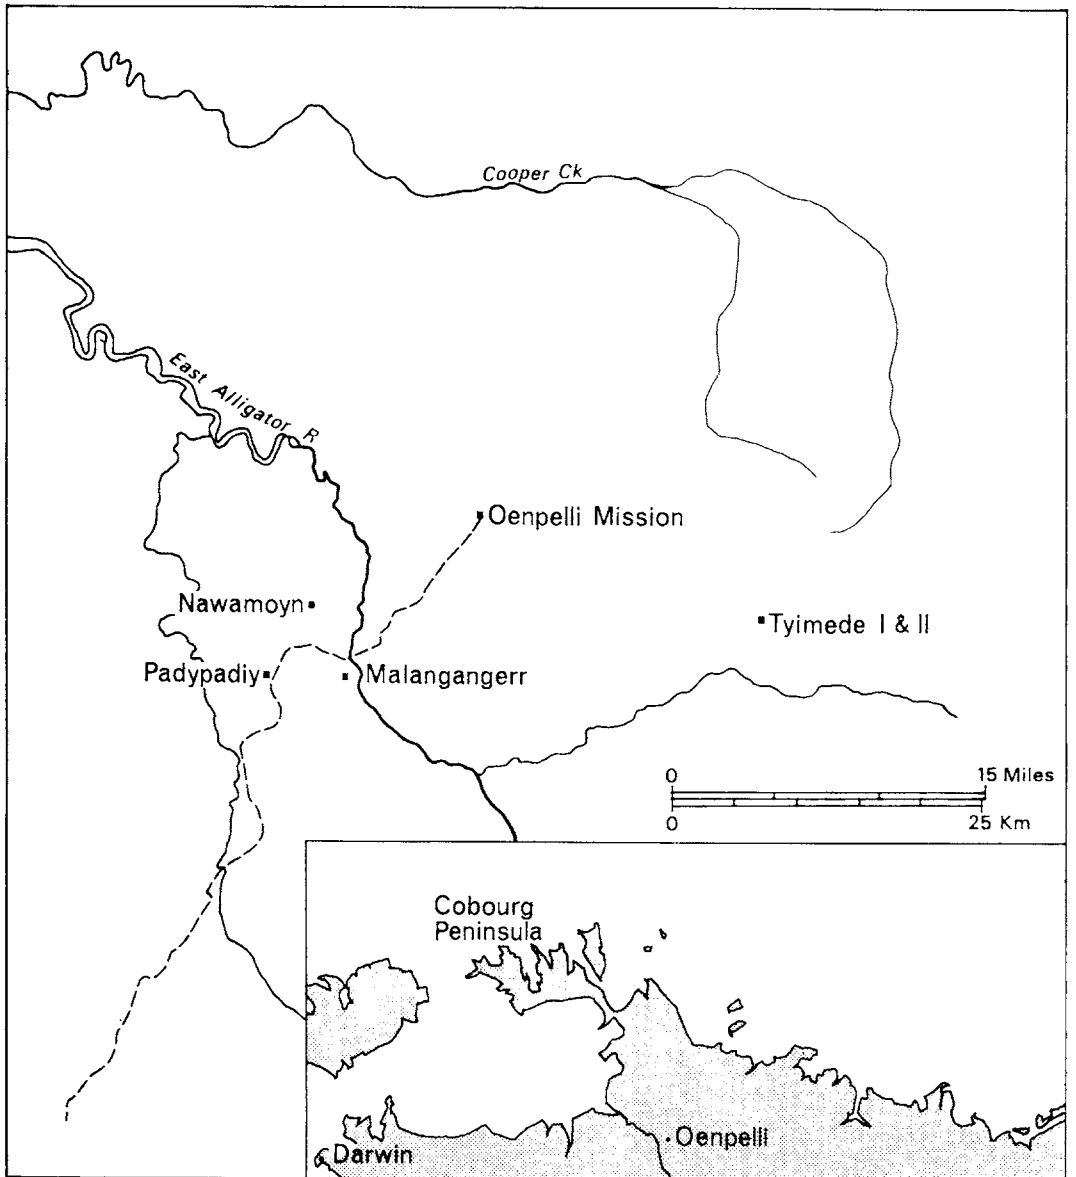 Cooper Ck
East Alligator R
Oenpelli Mission
Nawamoyn
Tyimede I & II
Padypadiy
Malangangerr
0 15 Miles
0 25 Km
Cobourg
Peninsula
Oenpelli
Darwin